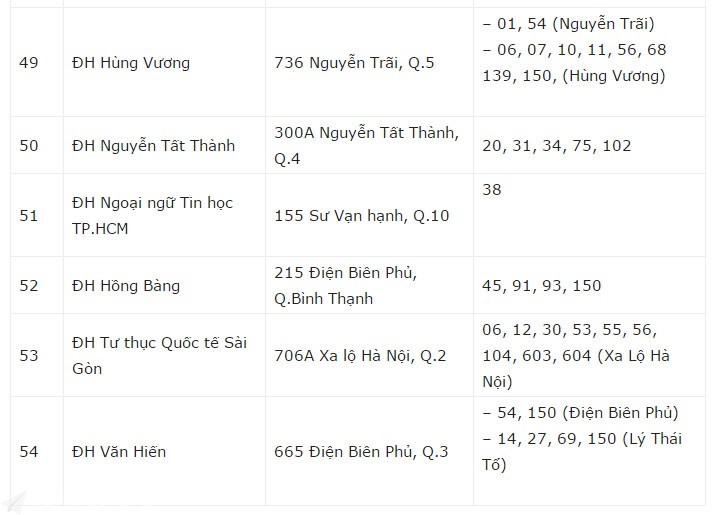 49
ĐH Hùng Vương
736 Nguyễn Trãi, Q.5
– 01, 54 (Nguyễn Trãi)
– 06, 07, 10, 11, 56, 68
139, 150, (Hùng Vương)
50
ĐH Nguyễn Tất Thành
300A Nguyễn Tất Thành,
Q.4
20, 31, 34, 75, 102
51
ĐH Ngoại ngữ Tin học
TP.HCM
155 Sư Vạn hạnh, Q.10
38
52
ĐH Hồng Bàng
215 Điện Biên Phủ,
Q.Bình Thạnh
45, 91, 93, 150
53
ĐH Tư thục Quốc tế Sài
Gòn
706A Xa lộ Hà Nội, Q.2
06, 12, 30, 53, 55, 56,
104, 603, 604 (Xa Lộ Hà
Nội)
54
ĐH Văn Hiến
665 Điện Biên Phủ, Q.3
– 54, 150 (Điện Biên Phủ)
– 14, 27, 69, 150 (Lý Thái
Tổ)